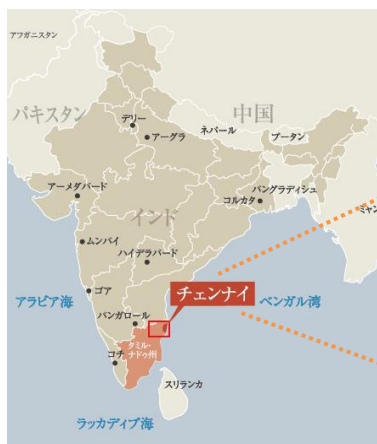 アフガニスタン
パキスタン
中国
デリー
アーグラ
ネパール
ブータン
アーメダバード
インド
コルカタ
バングラディシュ
ミャン
ムンバイ
ハイデラバード
アラビア海
ゴア
チェンナイ
ベンガル湾
バンガロール
コチ
タミル・
ナドゥ州
スリランカ
ラッカディブ海